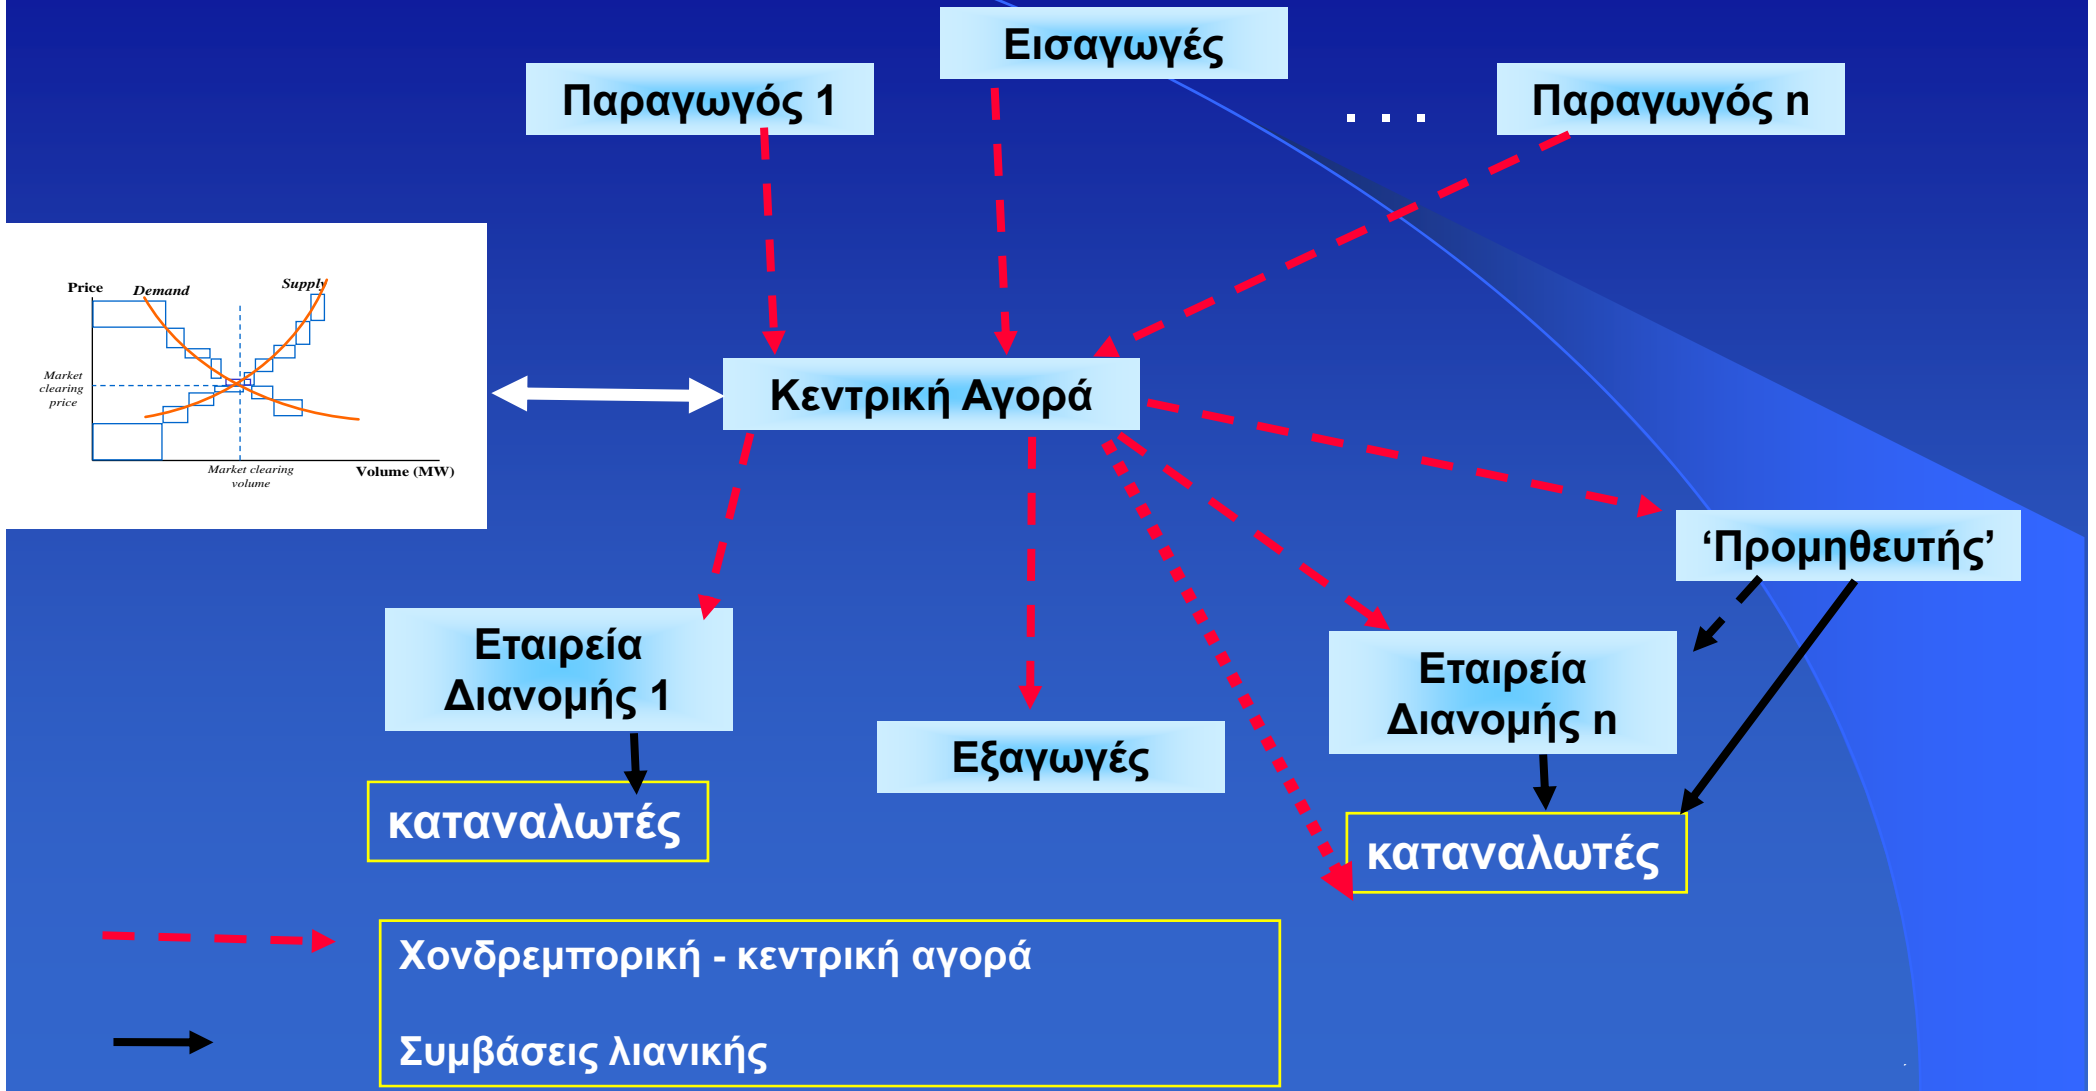 Εισαγωγές
Παραγωγός 1
. . .
Παραγωγός n
Price
Demand
Supply
Market
clearing
price
Market clearing
volume
Volume (MW)
Κεντρική Αγορά
‘Προμηθευτής’
Εταιρεία
Διανομής 1
Εταιρεία
Διανομής n
Εξαγωγές
καταναλωτές
καταναλωτές
Χονδρεμπορική - κεντρική αγορά
Συμβάσεις λιανικής